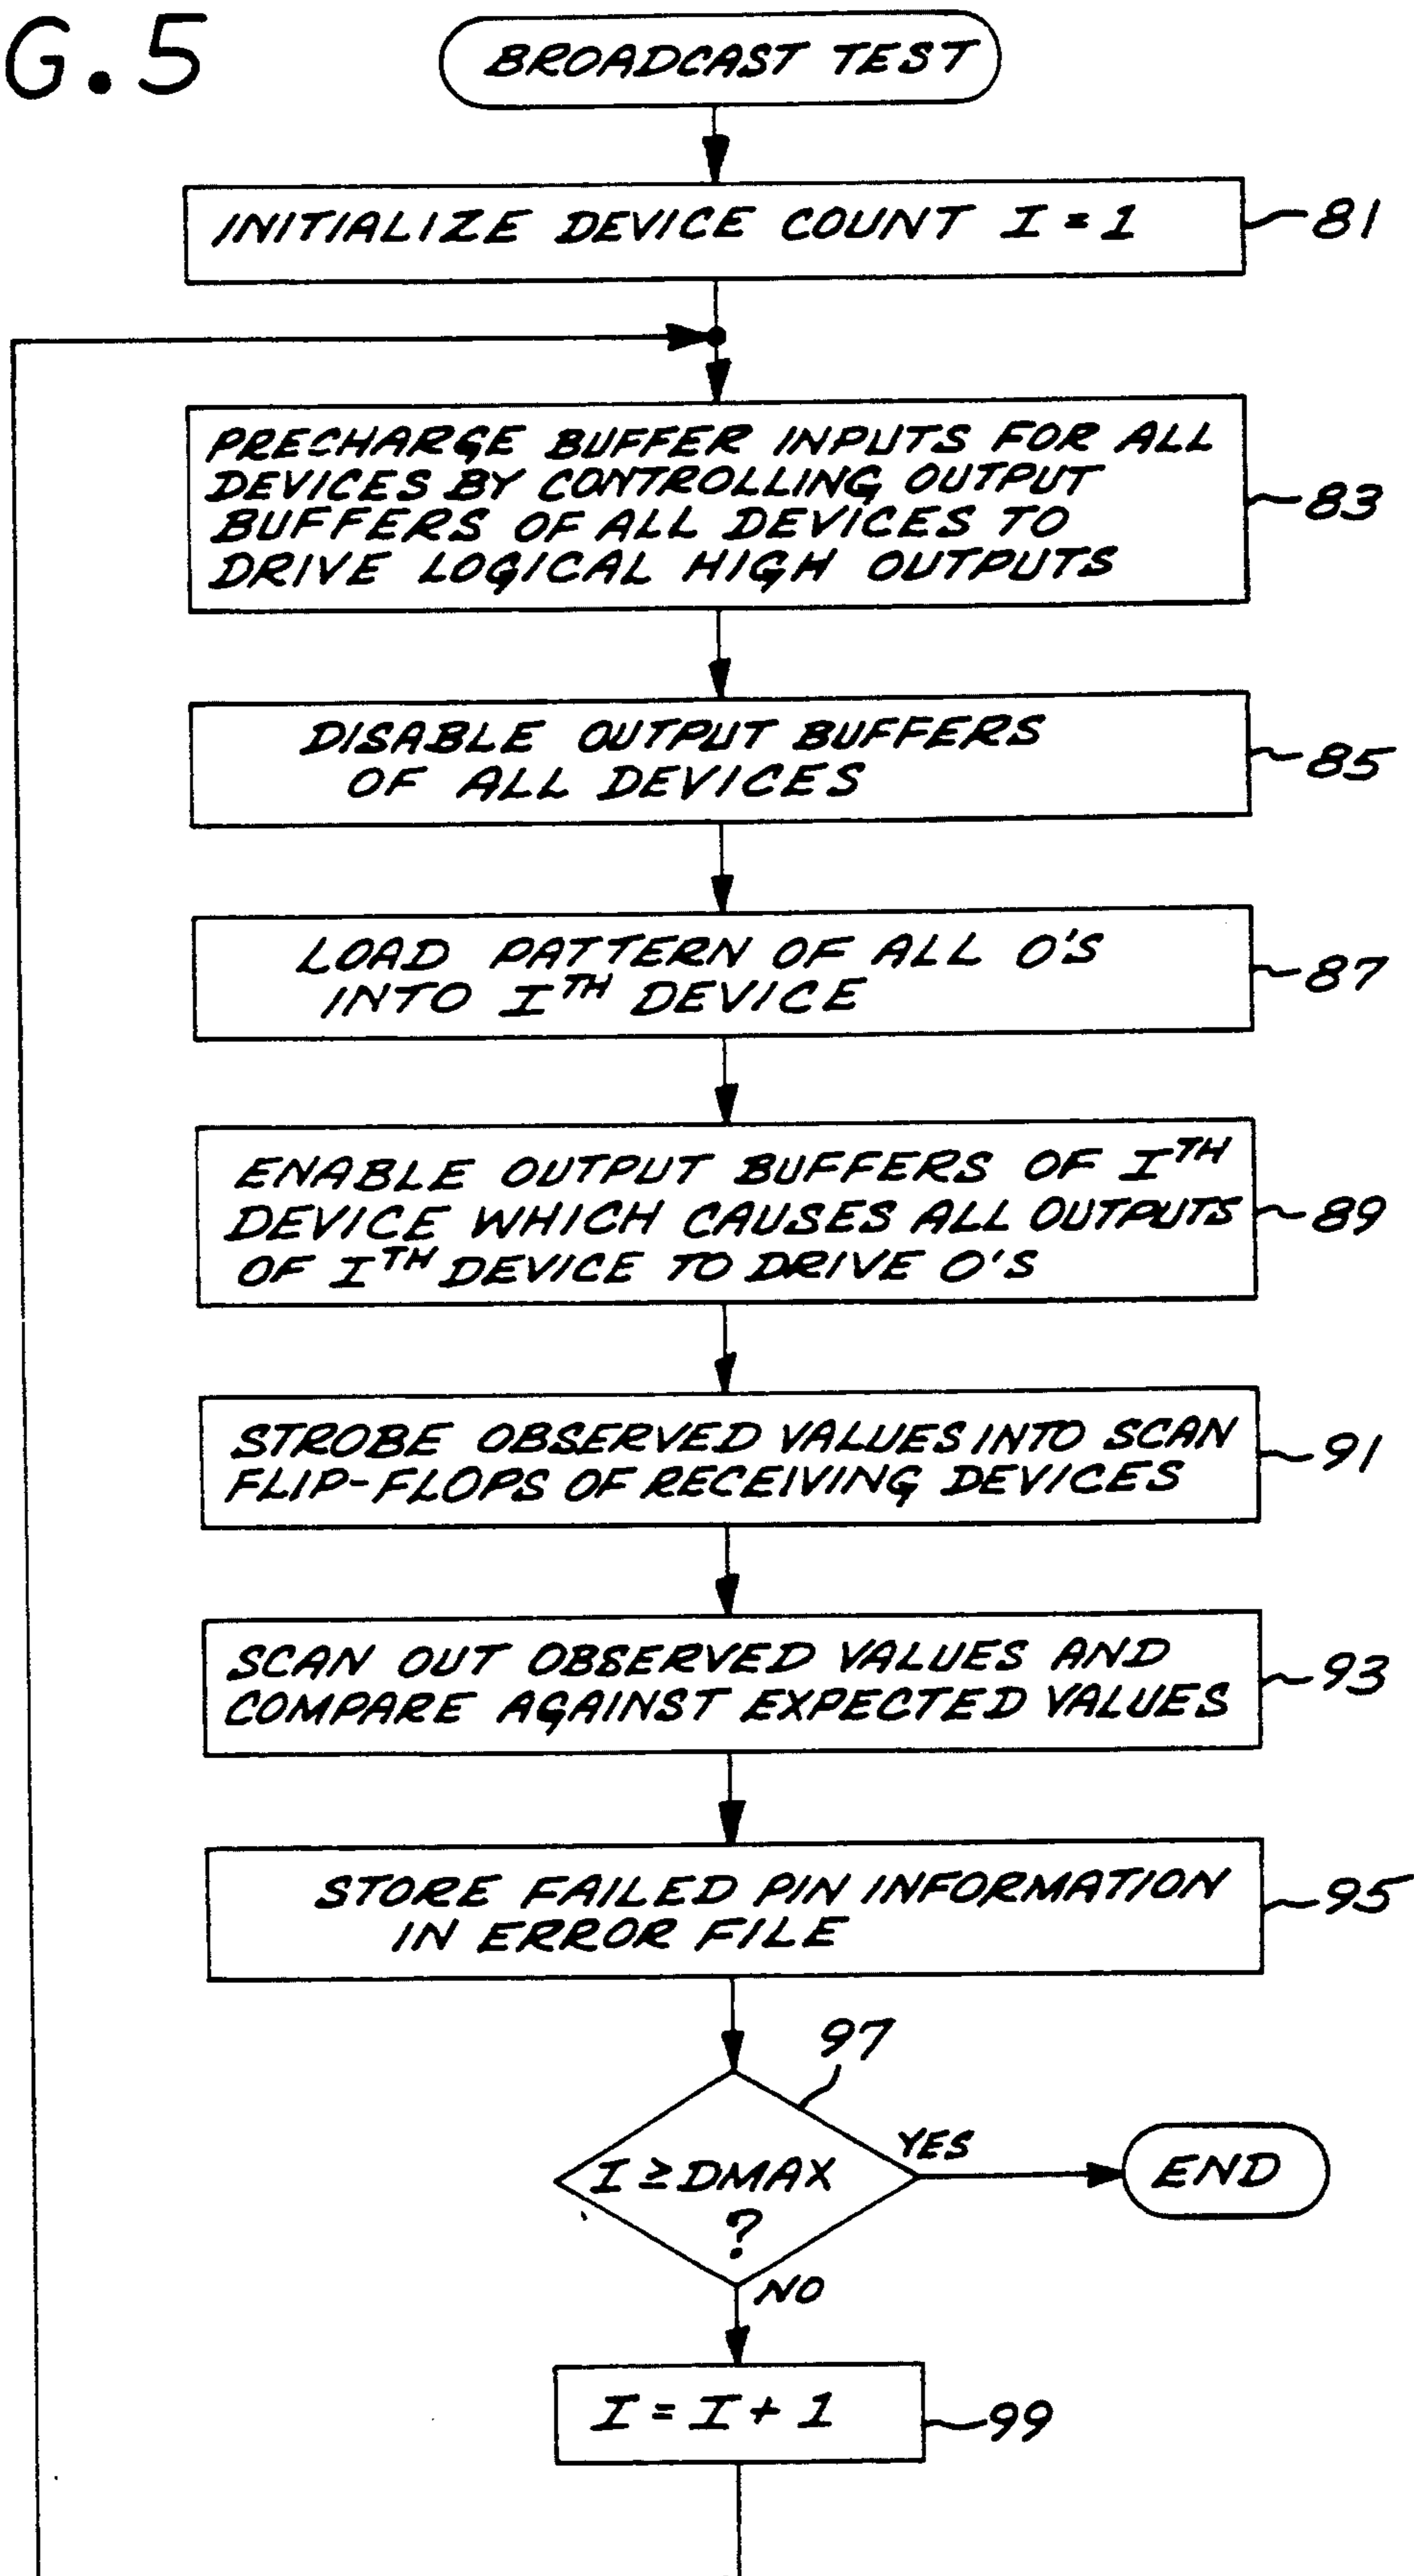 G.5
BROADCAST TEST
INITIALIZE DEVICE COUNT I = 1
81
PRECHARGE BUFFER INPUTS FOR ALL
DEVICES BY CONTROLLING OUTPUT
BUFFERS OF ALL DEVICES TO
DRIVE LOGICAL HIGH OUTPUTS
83
DISABLE OUTPUT BUFFERS
OF ALL DEVICES
85
LOAD PATTERN OF ALL 0'S
INTO ITH DEVICE
87
ENABLE OUTPUT BUFFERS OF ITH
DEVICE WHICH CAUSES ALL OUTPUTS
OF ITH DEVICE TO DRIVE 0'S
89
STROBE OBSERVED VALUES INTO SCAN
FLIP-FLOPS OF RECEIVING DEVICES
91
SCAN OUT OBSERVED VALUES AND
COMPARE AGAINST EXPECTED VALUES
93
STORE FAILED PIN INFORMATION
IN ERROR FILE
95
97
I ≥ DMAX
?
YES
END
NO
I = I + 1
99